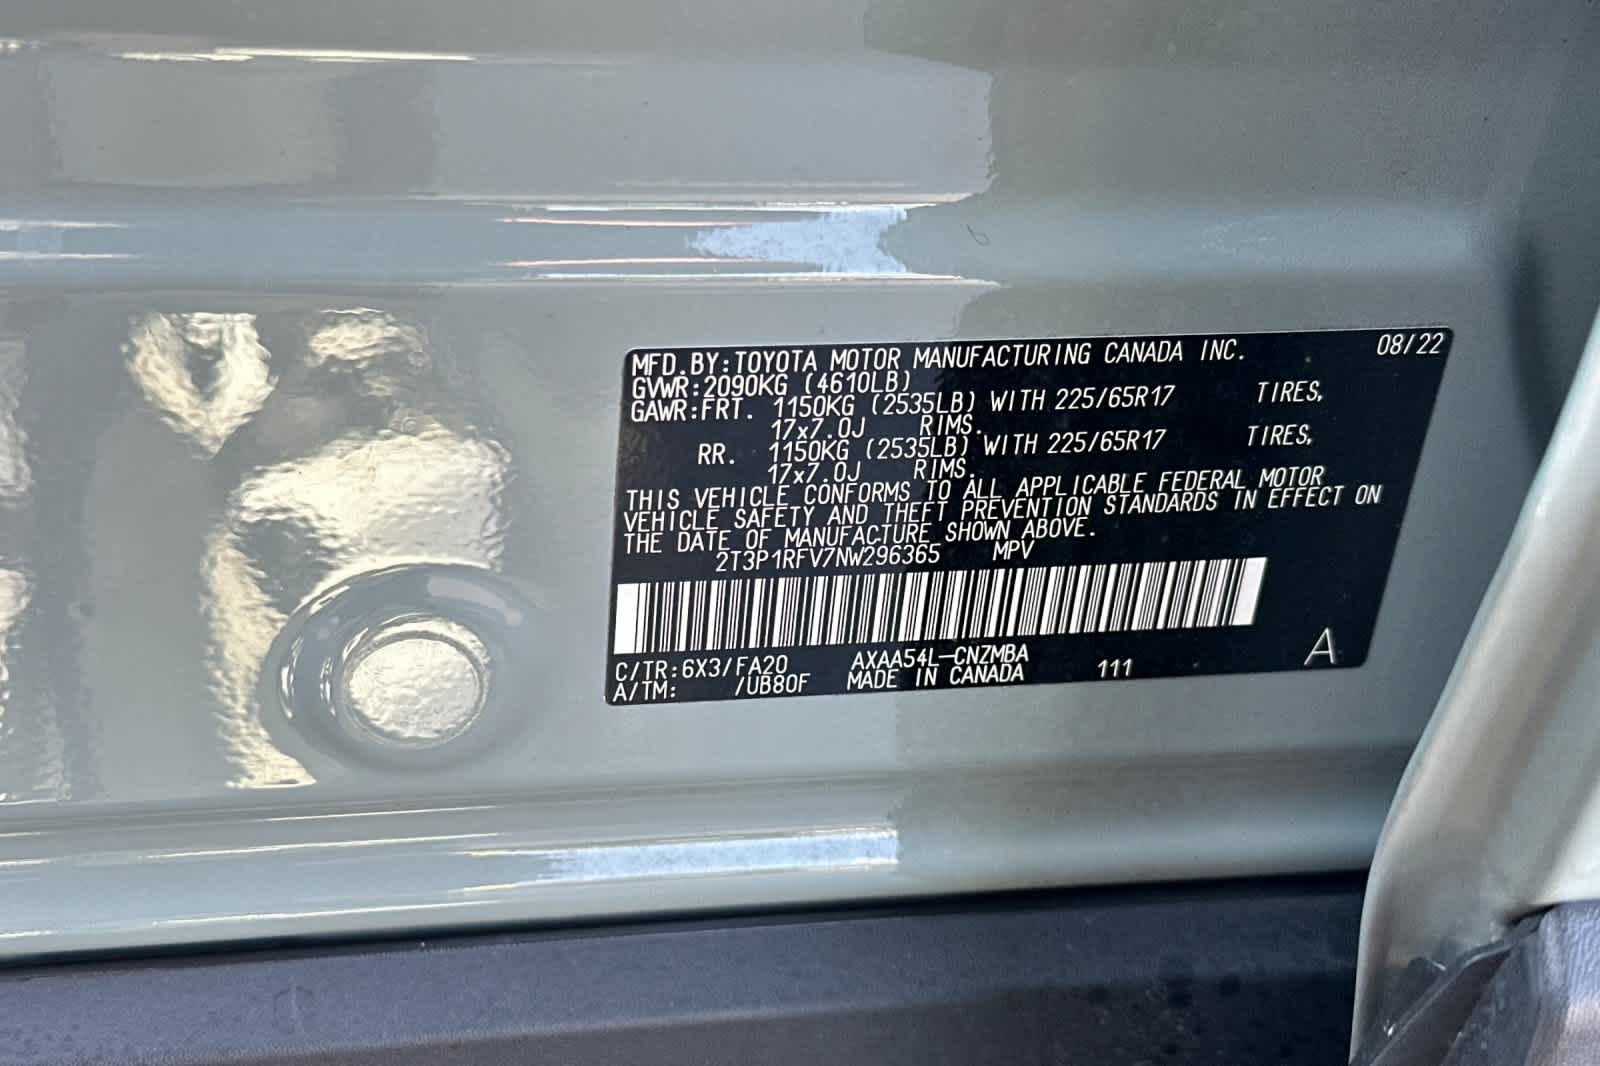 MFD.BY:TOYOTA MOTOR MANUFACTURING CANADA INC. 08/22
GVWR:2090KG (4610LB)
GAWR:FRT. 1150KG (2535LB) WITH 225/65R17 TIRES,
17x7.0J RIMS.
RR. 1150KG (2535LB) WITH 225/65R17 TIRES,
17x7.0J RIMS.
THIS VEHICLE CONFORMS TO ALL APPLICABLE FEDERAL MOTOR
VEHICLE SAFETY AND THEFT PREVENTION STANDARDS IN EFFECT ON
THE DATE OF MANUFACTURE SHOWN ABOVE.
2T3P1RFV7NW296365 MPV
C/TR:6X3/FA20 AXAA54L-CNZMBA
A/TM: /UB80F MADE IN CANADA 111 A